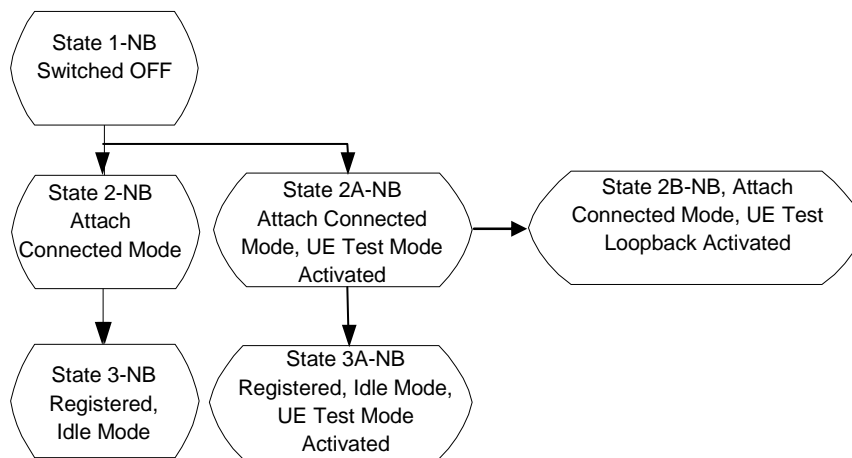 State 1-NB
Switched OFF
State 2-NB
Attach
Connected Mode
State 2A-NB
Attach Connected
Mode, UE Test Mode
Activated
State 2B-NB, Attach
Connected Mode, UE Test
Loopback Activated
State 3-NB
Registered,
Idle Mode
State 3A-NB
Registered, Idle Mode,
UE Test Mode
Activated